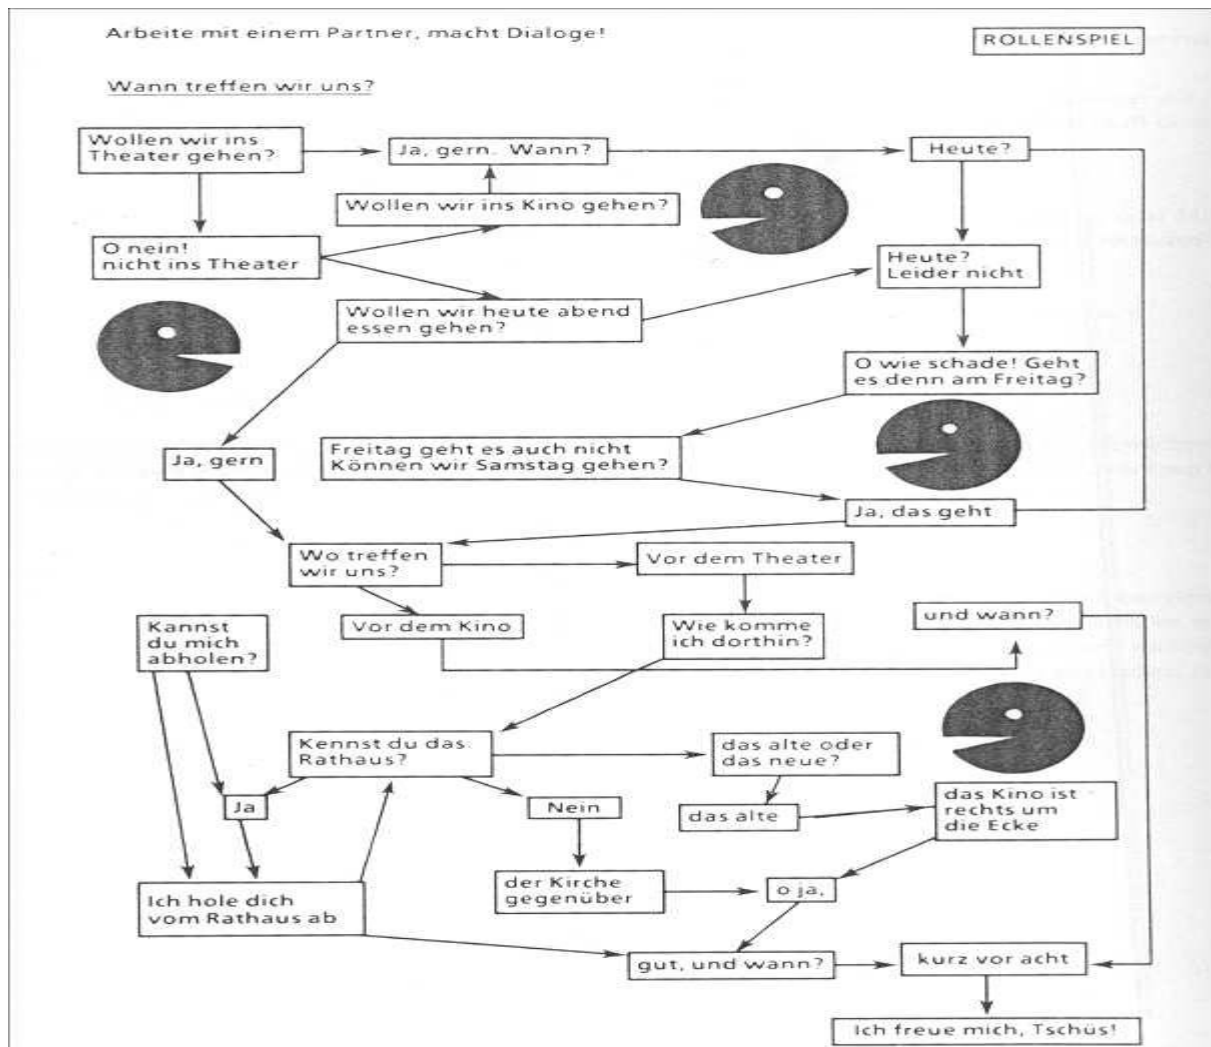 Arbeite mit einem Partner, macht Dialoge!
ROLLENSPIEL
Wann treffen wir uns?
Wollen wir ins
Theater gehen?
Ja, gern. Wann?
Heute?
Wollen wir ins Kino gehen?
O nein!
nicht ins Theater
Heute?
Leider nicht
Wollen wir heute abend
essen gehen?
O wie schade! Geht
es denn am Freitag?
Ja, gern
Freitag geht es auch nicht
Können wir Samstag gehen?
Ja, das geht
Wo treffen
wir uns?
Vor dem Theater
Kannst
du mich
abholen?
Vor dem Kino
Wie komme
ich dorthin?
und wann?
Kennst du das
Rathaus?
das alte oder
das neue?
Ja
Nein
das alte
das Kino ist
rechts um
die Ecke
Ich hole dich
vom Rathaus ab
der Kirche
gegenüber
o ja,
gut, und wann?
kurz vor acht
Ich freue mich, Tschüs!